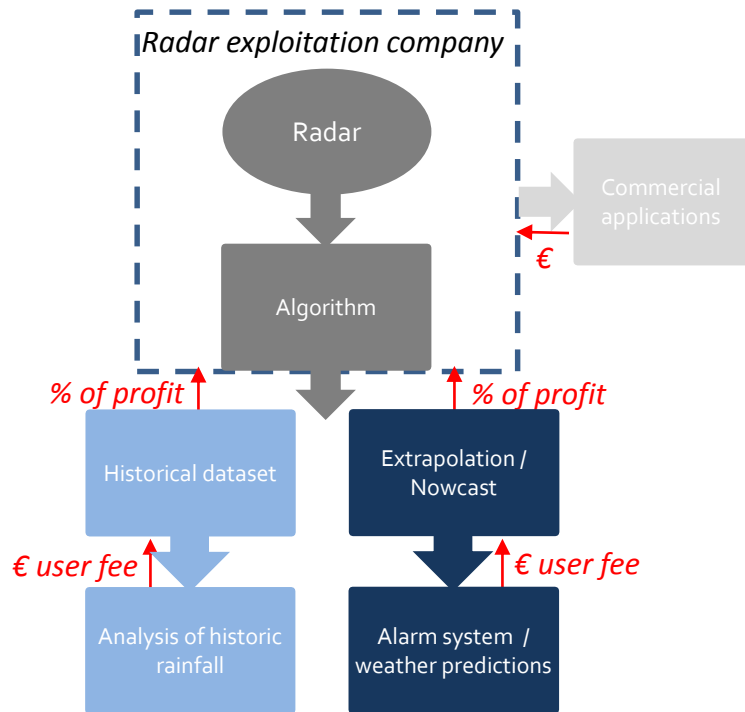 Radar exploitation company
Radar
Commercial
applications
€
Algorithm
% of profit
% of profit
Historical dataset
Extrapolation /
Nowcast
€ user fee
€ user fee
Analysis of historic
rainfall
Alarm system /
weather predictions